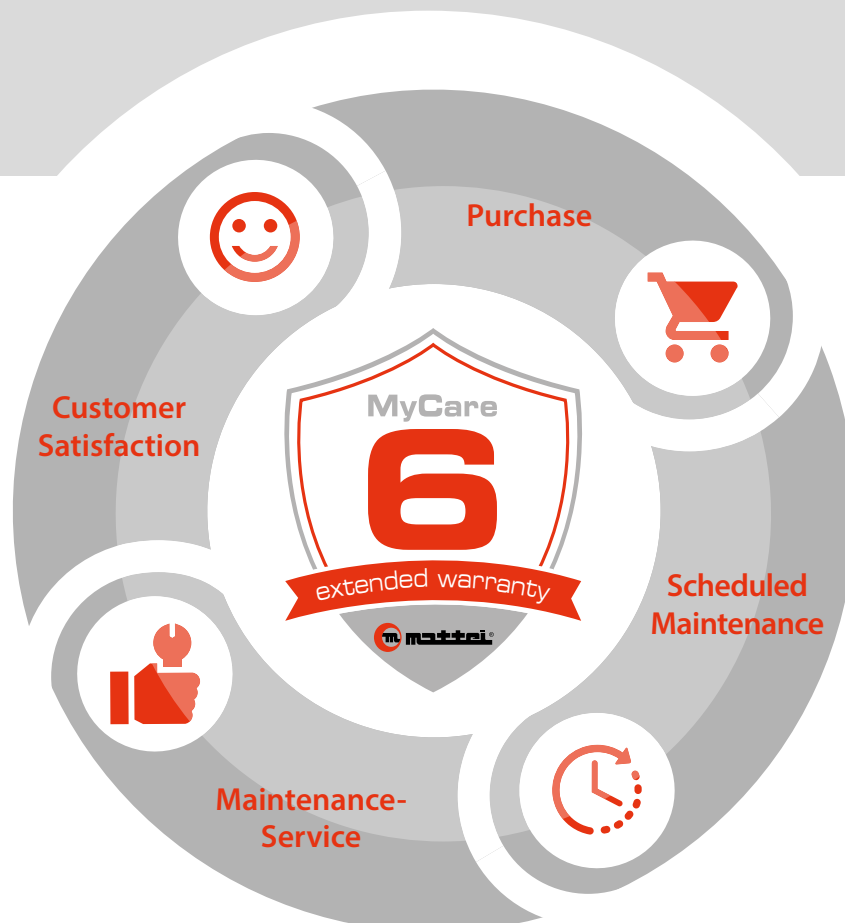 Purchase
Customer
Satisfaction
MyCare
6
extended warranty
m mattei®
Scheduled
Maintenance
Maintenance-
Service